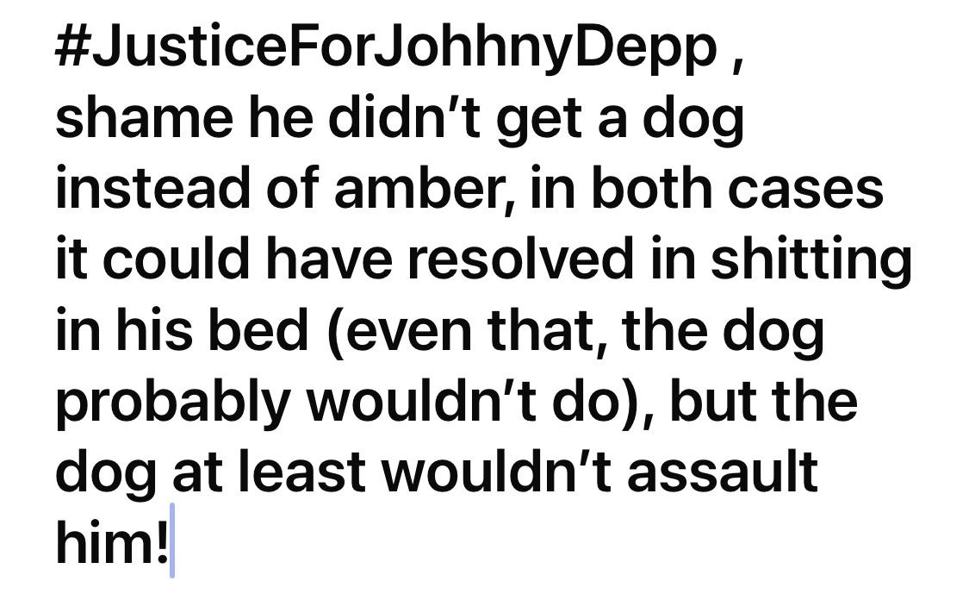 #JusticeForJohhnyDepp ,
shame he didn’t get a dog
instead of amber, in both cases
it could have resolved in shitting
in his bed (even that, the dog
probably wouldn’t do), but the
dog at least wouldn’t assault
him!